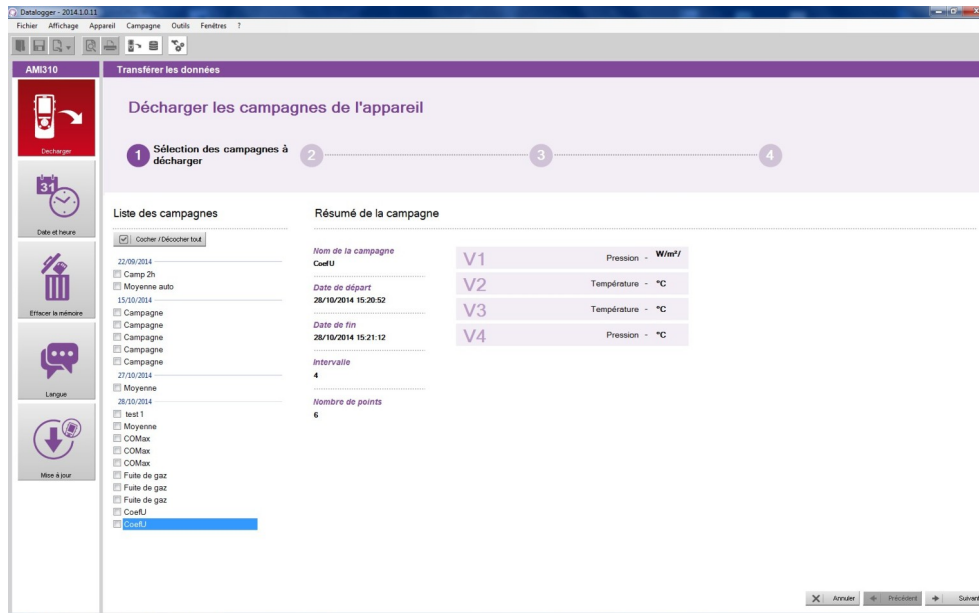 Datalogger - 2014.1.0.11
Fichier Affichage Appareil Campagne Outils Fenêtres ?
AMI310
Transférer les données
Décharger
Date et heure
Effacer la mémoire
Langue
Mise à jour
31
Décharger les campagnes de l'appareil
1 Sélection des campagnes à
décharger
2
3
4
Liste des campagnes
Cocher / Décocher tout
22/09/2014
Camp 2h
Moyenne auto
15/10/2014
Campagne
Campagne
Campagne
Campagne
Campagne
27/10/2014
Moyenne
28/10/2014
test 1
Moyenne
COMax
COMax
COMax
Fuite de gaz
Fuite de gaz
Fuite de gaz
CoefU
CoefU
Résumé de la campagne
Nom de la campagne
CoefU
Date de départ
28/10/2014 15:20:52
Date de fin
28/10/2014 15:21:12
Intervalle
4
Nombre de points
6
V1 Pression - W/m²/
V2 Température - °C
V3 Température - °C
V4 Pression - °C
Annuler Précédent Suivant